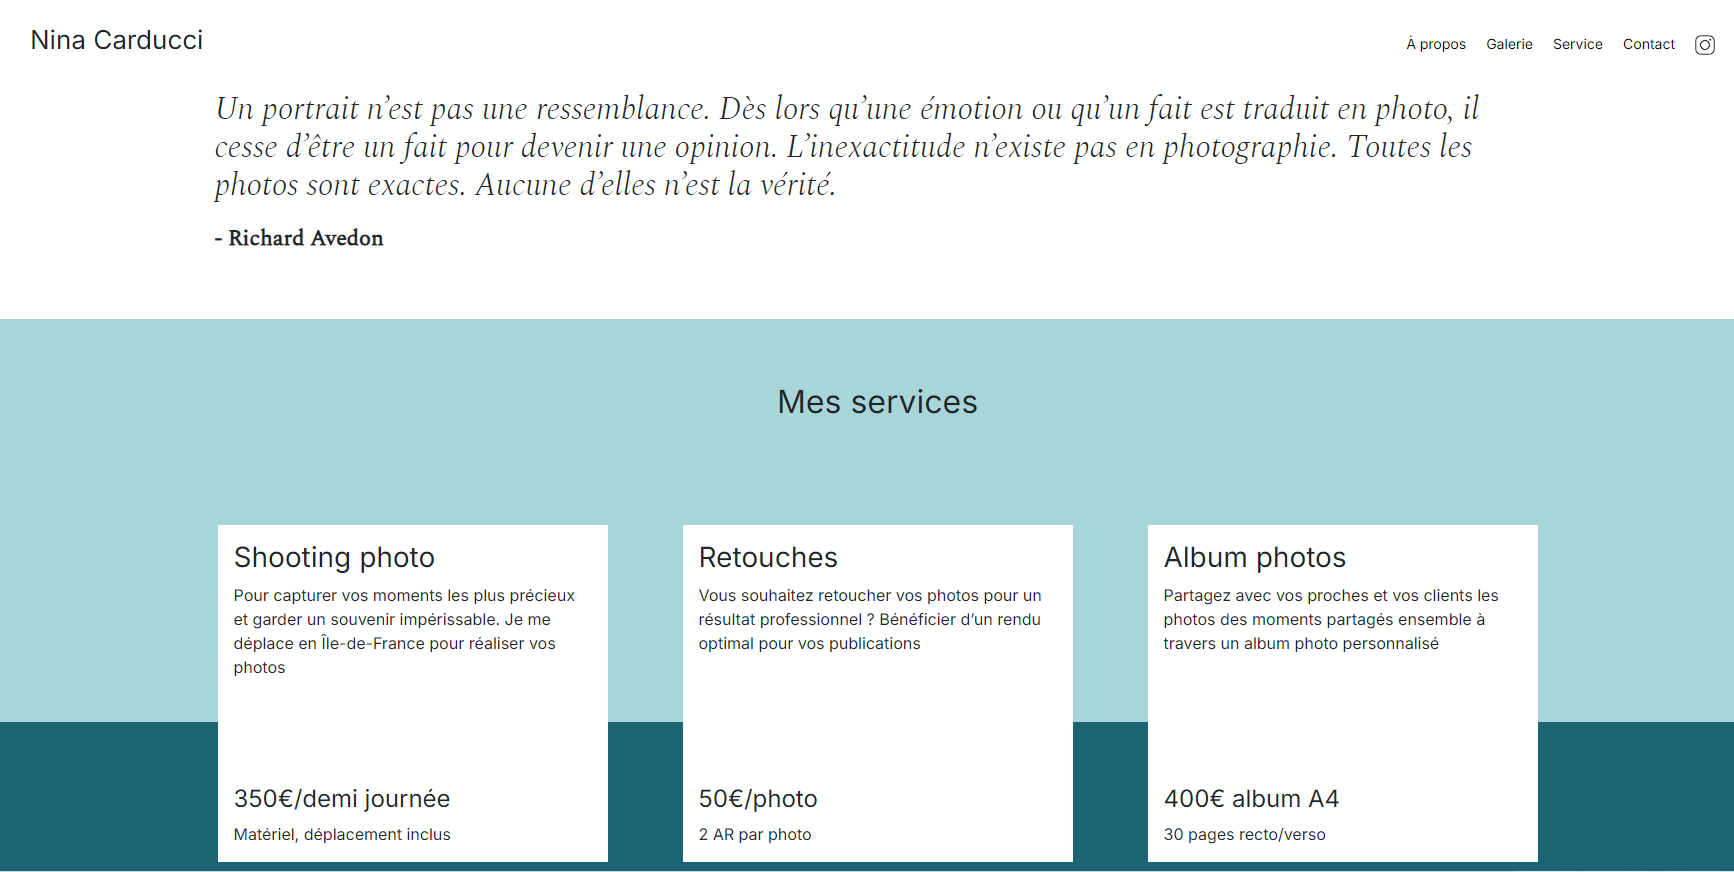 Nina Carducci
À propos Galerie Service Contact
Un portrait n’est pas une ressemblance. Dès lors qu’une émotion ou qu’un fait est traduit en photo, il
cesse d’être un fait pour devenir une opinion. L’inexactitude n’existe pas en photographie. Toutes les
photos sont exactes. Aucune d’elles n’est la vérité.
- Richard Avedon
Mes services
Shooting photo
Pour capturer vos moments les plus précieux
et garder un souvenir impérissable. Je me
déplace en Île-de-France pour réaliser vos
photos
350€/demi journée
Matériel, déplacement inclus
Retouches
Vous souhaitez retoucher vos photos pour un
résultat professionnel ? Bénéficier d’un rendu
optimal pour vos publications
50€/photo
2 AR par photo
Album photos
Partagez avec vos proches et vos clients les
photos des moments partagés ensemble à
travers un album photo personnalisé
400€ album A4
30 pages recto/verso